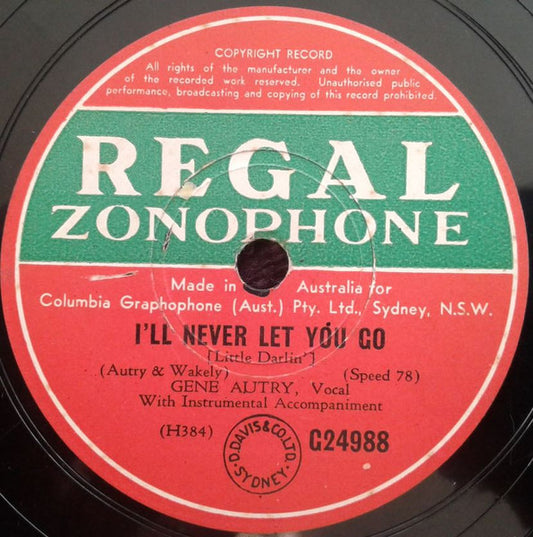 COPYRIGHT RECORD
All rights of the manufacturer and the owner
of the recorded work reserved. Unauthorised public
performance, broadcasting and copying of this record prohibited.
REGAL
ZONOPHONE
Made in Australia for
Columbia Graphophone (Aust.) Pty. Ltd., Sydney, N.S.W.
I'LL NEVER LET YOU GO
[Little Darlin']
(Autry & Wakely) (Speed 78)
GENE AUTRY, Vocal
With Instrumental Accompaniment
(H384)
D.DAVIS&CO.LTD.
SYDNEY
G24988